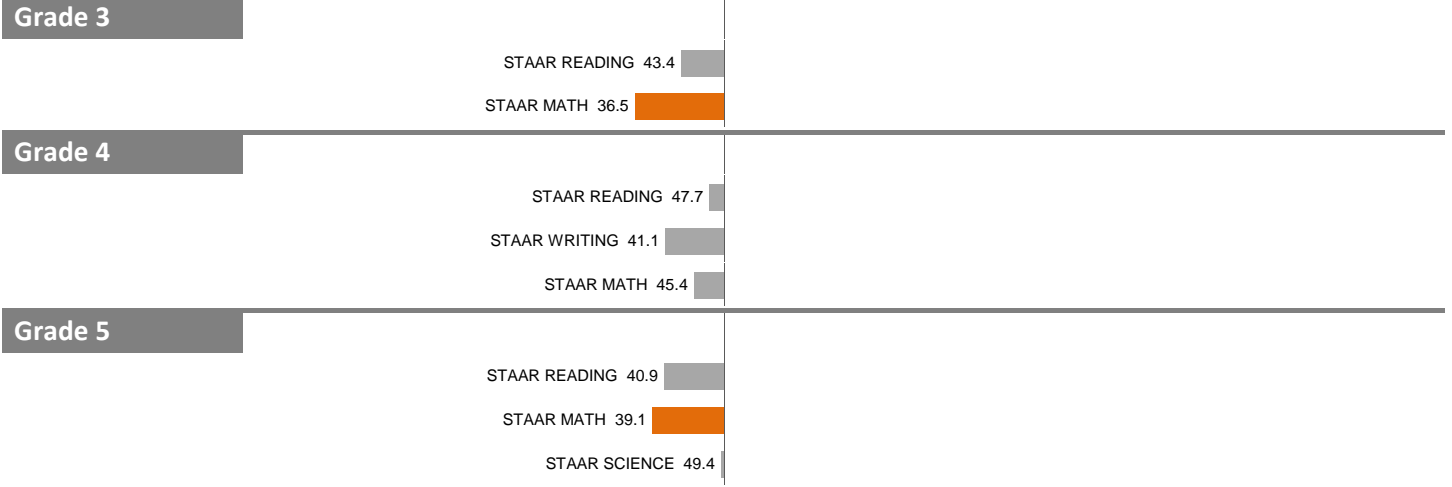 Grade 3
STAAR READING 43.4
STAAR MATH 36.5
Grade 4
STAAR READING 47.7
STAAR WRITING 41.1
STAAR MATH 45.4
Grade 5
STAAR READING 40.9
STAAR MATH 39.1
STAAR SCIENCE 49.4